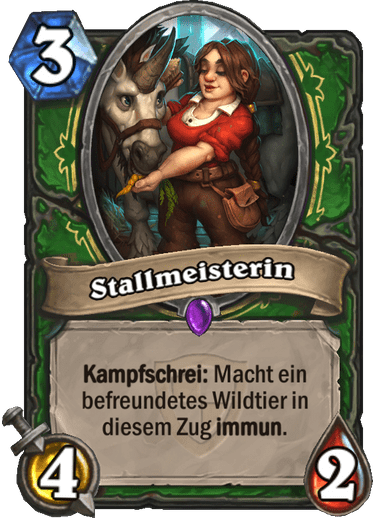 3
Stallmeisterin
Kampfschrei: Macht ein
befreundetes Wildtier in
diesem Zug immun.
4
2